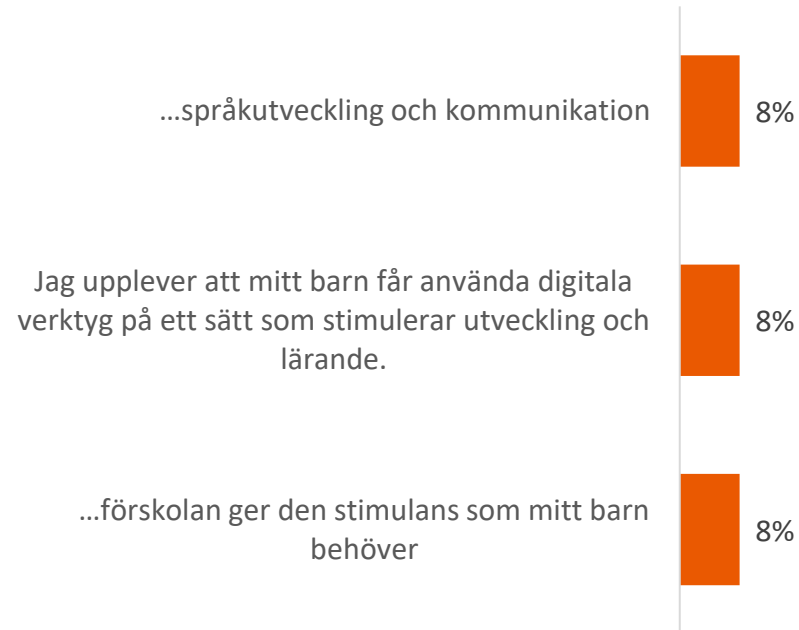 ...språkutveckling och kommunikation
8%
Jag upplever att mitt barn får använda digitala
verktyg på ett sätt som stimulerar utveckling och
lärande.
8%
...förskolan ger den stimulans som mitt barn
behöver
8%